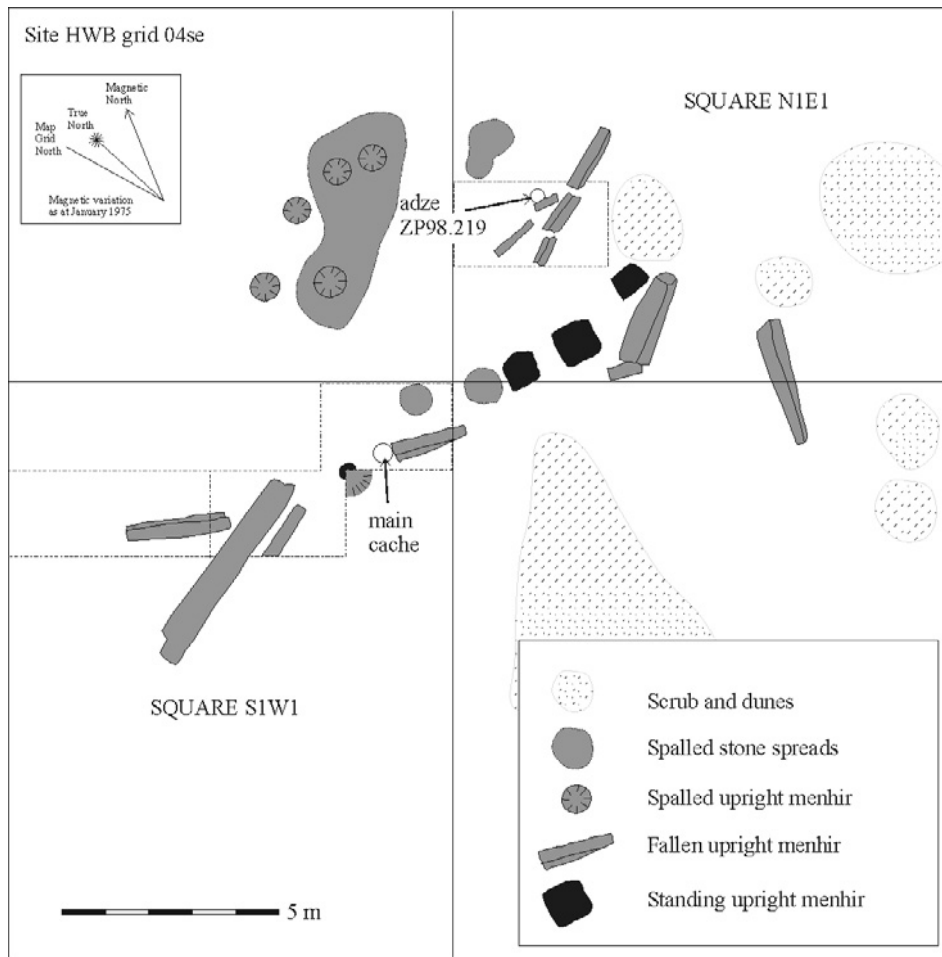 Site HWB grid 04se
Magnetic
North
True
North
Map
Grid
North
Magnetic variation
as at January 1975
SQUARE N1E1
adze
ZP98.219
main
cache
SQUARE S1W1
5 m
Scrub and dunes
Spalled stone spreads
Spalled upright menhir
Fallen upright menhir
Standing upright menhir